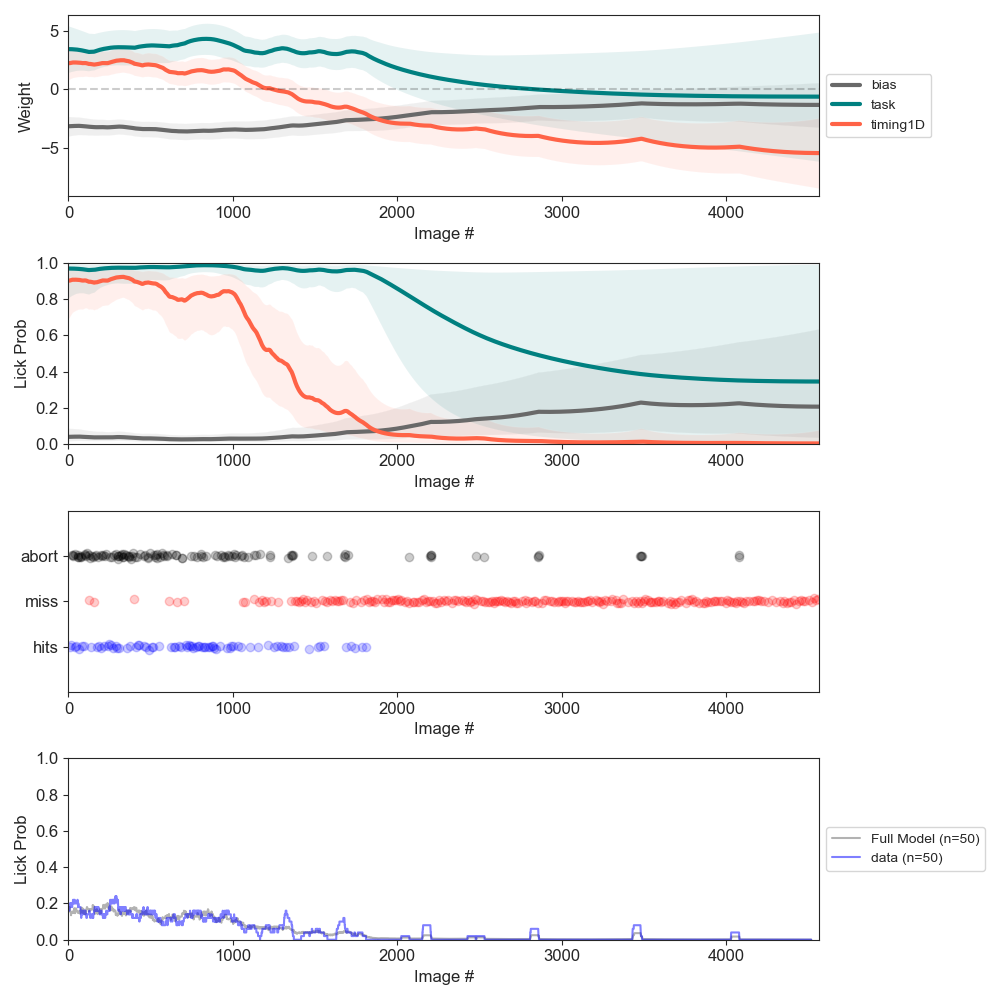 5
0
−5
Weight
0
1000
2000
3000
4000
Image #
bias
task
timing1D
1.0
0.8
0.6
0.4
0.2
0.0
Lick Prob
0
1000
2000
3000
4000
Image #
abort
miss
hits
0
1000
2000
3000
4000
Image #
1.0
0.8
0.6
0.4
0.2
0.0
Lick Prob
0
1000
2000
3000
4000
Image #
Full Model (n=50)
data (n=50)